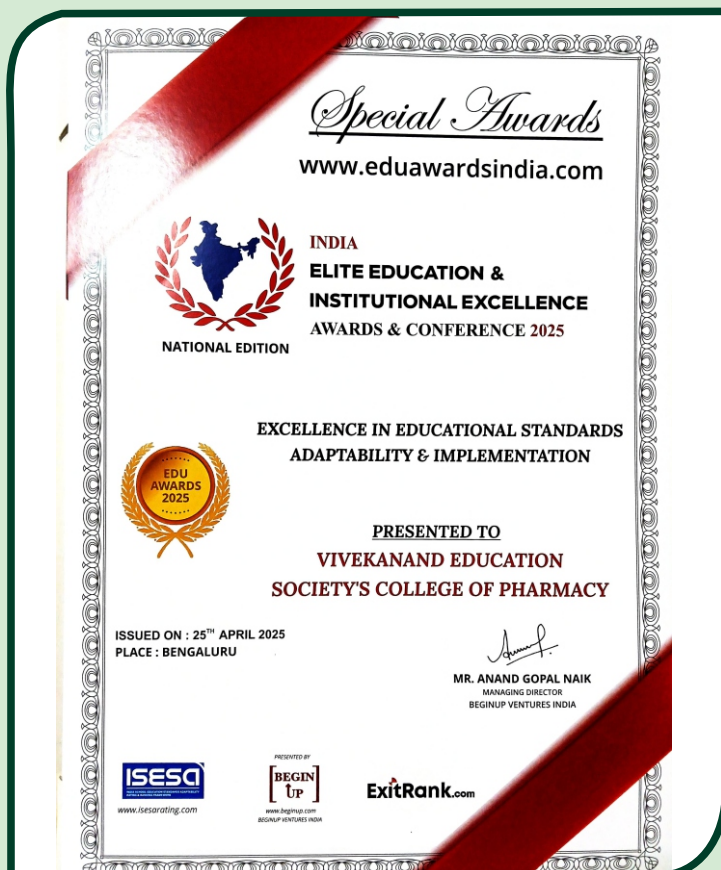 Special Awards
www.eduawardsindia.com
INDIA
ELITE EDUCATION &
INSTITUTIONAL EXCELLENCE
AWARDS & CONFERENCE 2025
NATIONAL EDITION
EXCELLENCE IN EDUCATIONAL STANDARDS
ADAPTABILITY & IMPLEMENTATION
EDU
AWARDS
2025
PRESENTED TO
VIVEKANAND EDUCATION
SOCIETY'S COLLEGE OF PHARMACY
ISSUED ON : 25TH APRIL 2025
PLACE : BENGALURU
MR. ANAND GOPAL NAIK
MANAGING DIRECTOR
BEGINUP VENTURES INDIA
ISESA
www.isesarating.com
PRESENTED BY
BEGIN
UP
www.beginup.com
BEGINUP VENTURES INDIA
ExitRank.com